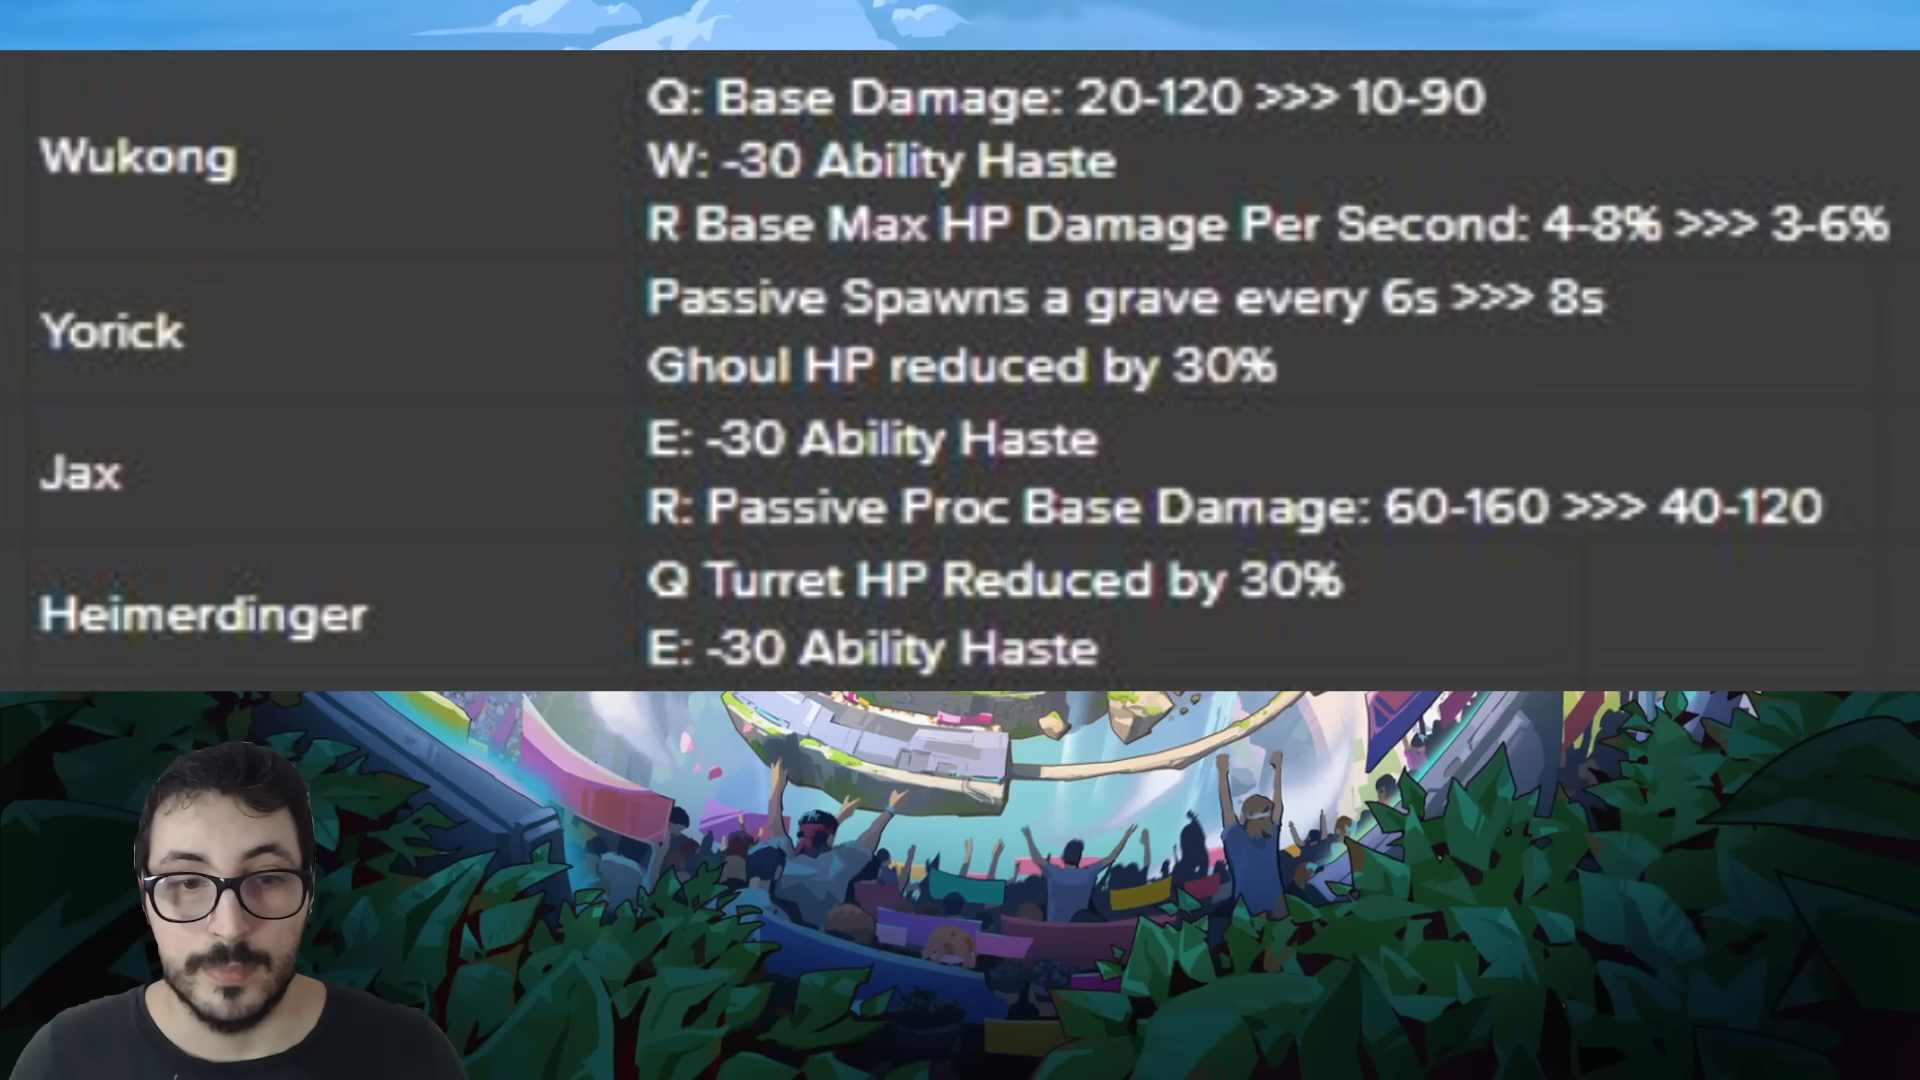 Wukong
Q: Base Damage: 20-120 >>> 10-90
W: -30 Ability Haste
R Base Max HP Damage Per Second: 4-8% >>> 3-6%
Yorick
Passive Spawns a grave every 6s >>> 8s
Ghoul HP reduced by 30%
Jax
E: -30 Ability Haste
R: Passive Proc Base Damage: 60-160 >>> 40-120
Heimerdinger
Q Turret HP Reduced by 30%
E: -30 Ability Haste